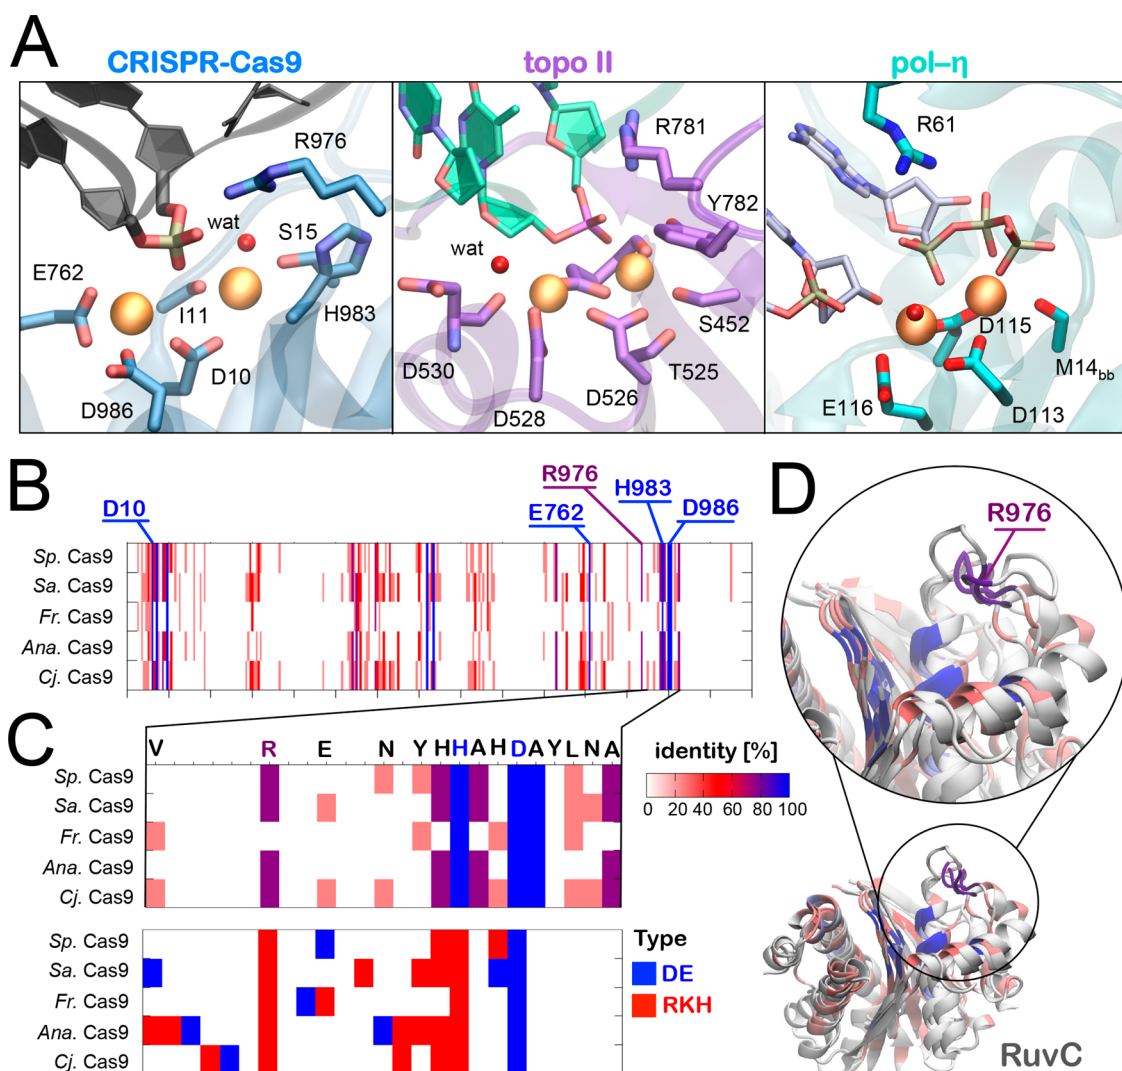 A
CRISPR-Cas9
topo II
pol–η
R976
wat
S15
E762
I11
H983
D10
D986
R781
Y782
wat
S452
D530
T525
D526
D528
R61
D115
M14bb
E116
D113
B
R976
H983
D10
E762
D986
Sp. Cas9
Sa. Cas9
Fr. Cas9
Ana. Cas9
Cj. Cas9
C
V R E N Y H H A H D A Y L N A
Sp. Cas9
Sa. Cas9
Fr. Cas9
Ana. Cas9
Cj. Cas9
identity [%]
0 20 40 60 80 100
Sp. Cas9
Sa. Cas9
Fr. Cas9
Ana. Cas9
Cj. Cas9
Type
DE
RKH
D
R976
RuvC